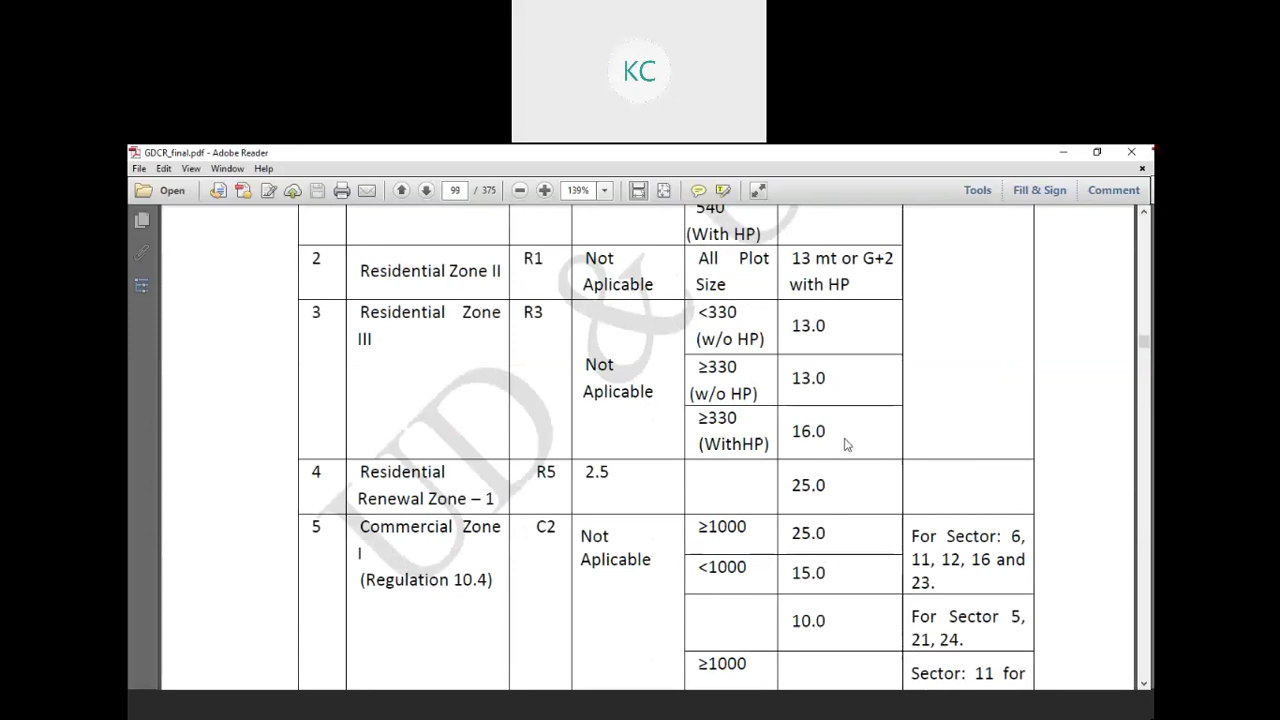 KC
GDCR_final.pdf - Adobe Reader
File Edit View Window Help
Open 99 / 375 139% Tools Fill & Sign Comment
540
(With HP)
2 Residential Zone II R1 Not Aplicable All Plot Size 13 mt or G+2 with HP
3 Residential Zone III R3 Not Aplicable <330 (w/o HP) 13.0
≥330 (w/o HP) 13.0
≥330 (WithHP) 16.0
4 Residential Renewal Zone – 1 R5 2.5 25.0
5 Commercial Zone I (Regulation 10.4) C2 Not Aplicable ≥1000 25.0 For Sector: 6, 11, 12, 16 and 23.
<1000 15.0
10.0 For Sector 5, 21, 24.
≥1000 Sector: 11 for
UD &